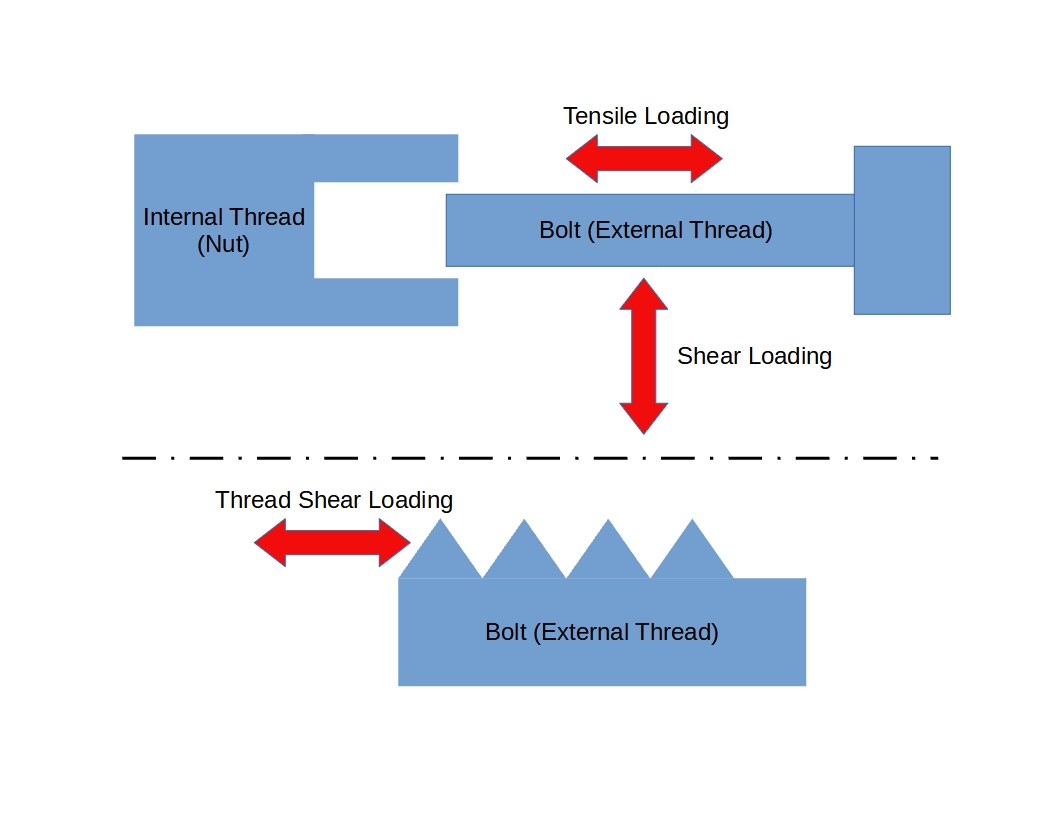 Tensile Loading
Internal Thread
(Nut)
Bolt (External Thread)
Shear Loading
Thread Shear Loading
Bolt (External Thread)